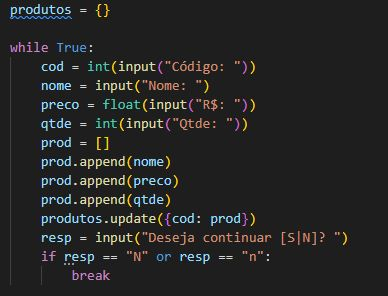 produtos = {}

while True:
    cod = int(input("Código: "))
    nome = input("Nome: ")
    preco = float(input("R$: "))
    qtde = int(input("Qtde: "))
    prod = []
    prod.append(nome)
    prod.append(preco)
    prod.append(qtde)
    produtos.update({cod: prod})
    resp = input("Deseja continuar [S|N]? ")
    if resp == "N" or resp == "n":
        break